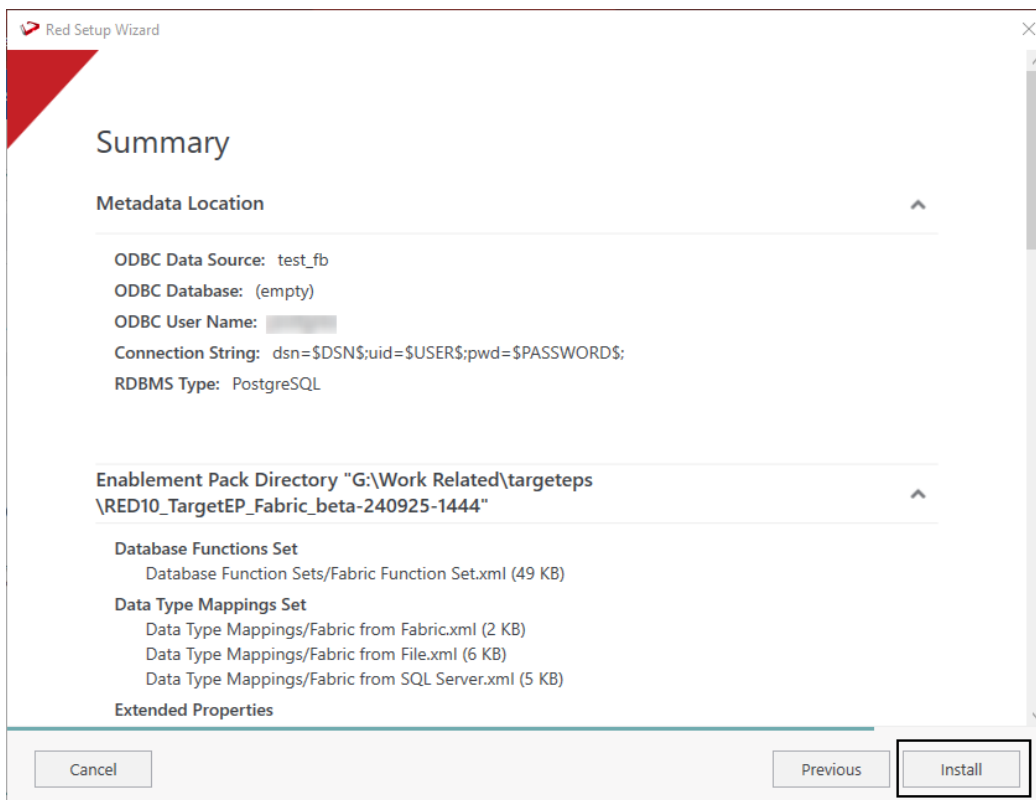 Red Setup Wizard
Summary
Metadata Location
ODBC Data Source: test_fb
ODBC Database: (empty)
ODBC User Name:
Connection String: dsn=$DSN$;uid=$USER$;pwd=$PASSWORD$;
RDBMS Type: PostgreSQL
Enablement Pack Directory "G:\Work Related\targeteps
\RED10_TargetEP_Fabric_beta-240925-1444"
Database Functions Set
Database Function Sets/Fabric Function Set.xml (49 KB)
Data Type Mappings Set
Data Type Mappings/Fabric from Fabric.xml (2 KB)
Data Type Mappings/Fabric from File.xml (6 KB)
Data Type Mappings/Fabric from SQL Server.xml (5 KB)
Extended Properties
Cancel
Previous
Install